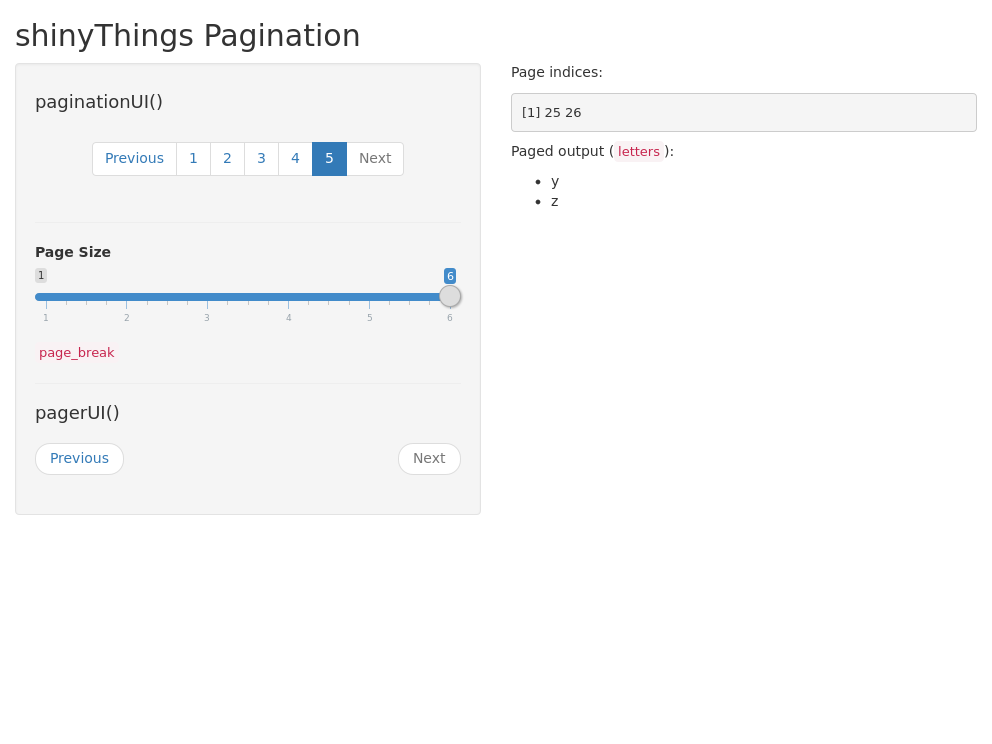 shinyThings Pagination
paginationUI()
Previous 1 2 3 4 5 Next
Page Size
1 6
1 2 3 4 5 6
page_break
pagerUI()
Previous Next
Page indices:
[1] 25 26
Paged output ( letters ):
• y
• z